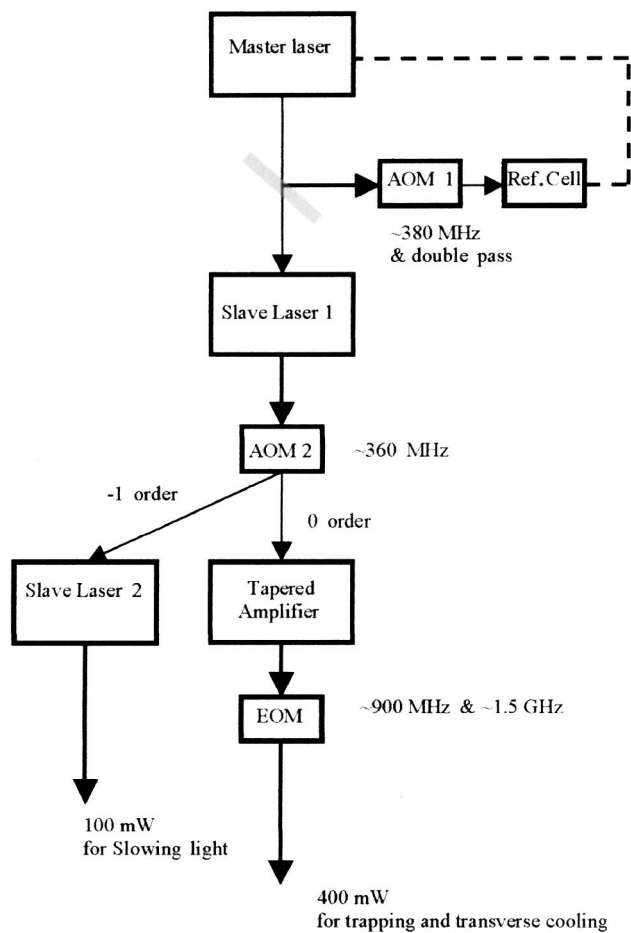 Master laser
AOM 1
Ref.Cell
~380 MHz
& double pass
Slave Laser 1
AOM 2
~360 MHz
-1 order
0 order
Slave Laser 2
Tapered
Amplifier
EOM
~900 MHz & ~1.5 GHz
100 mW
for Slowing light
400 mW
for trapping and transverse cooling